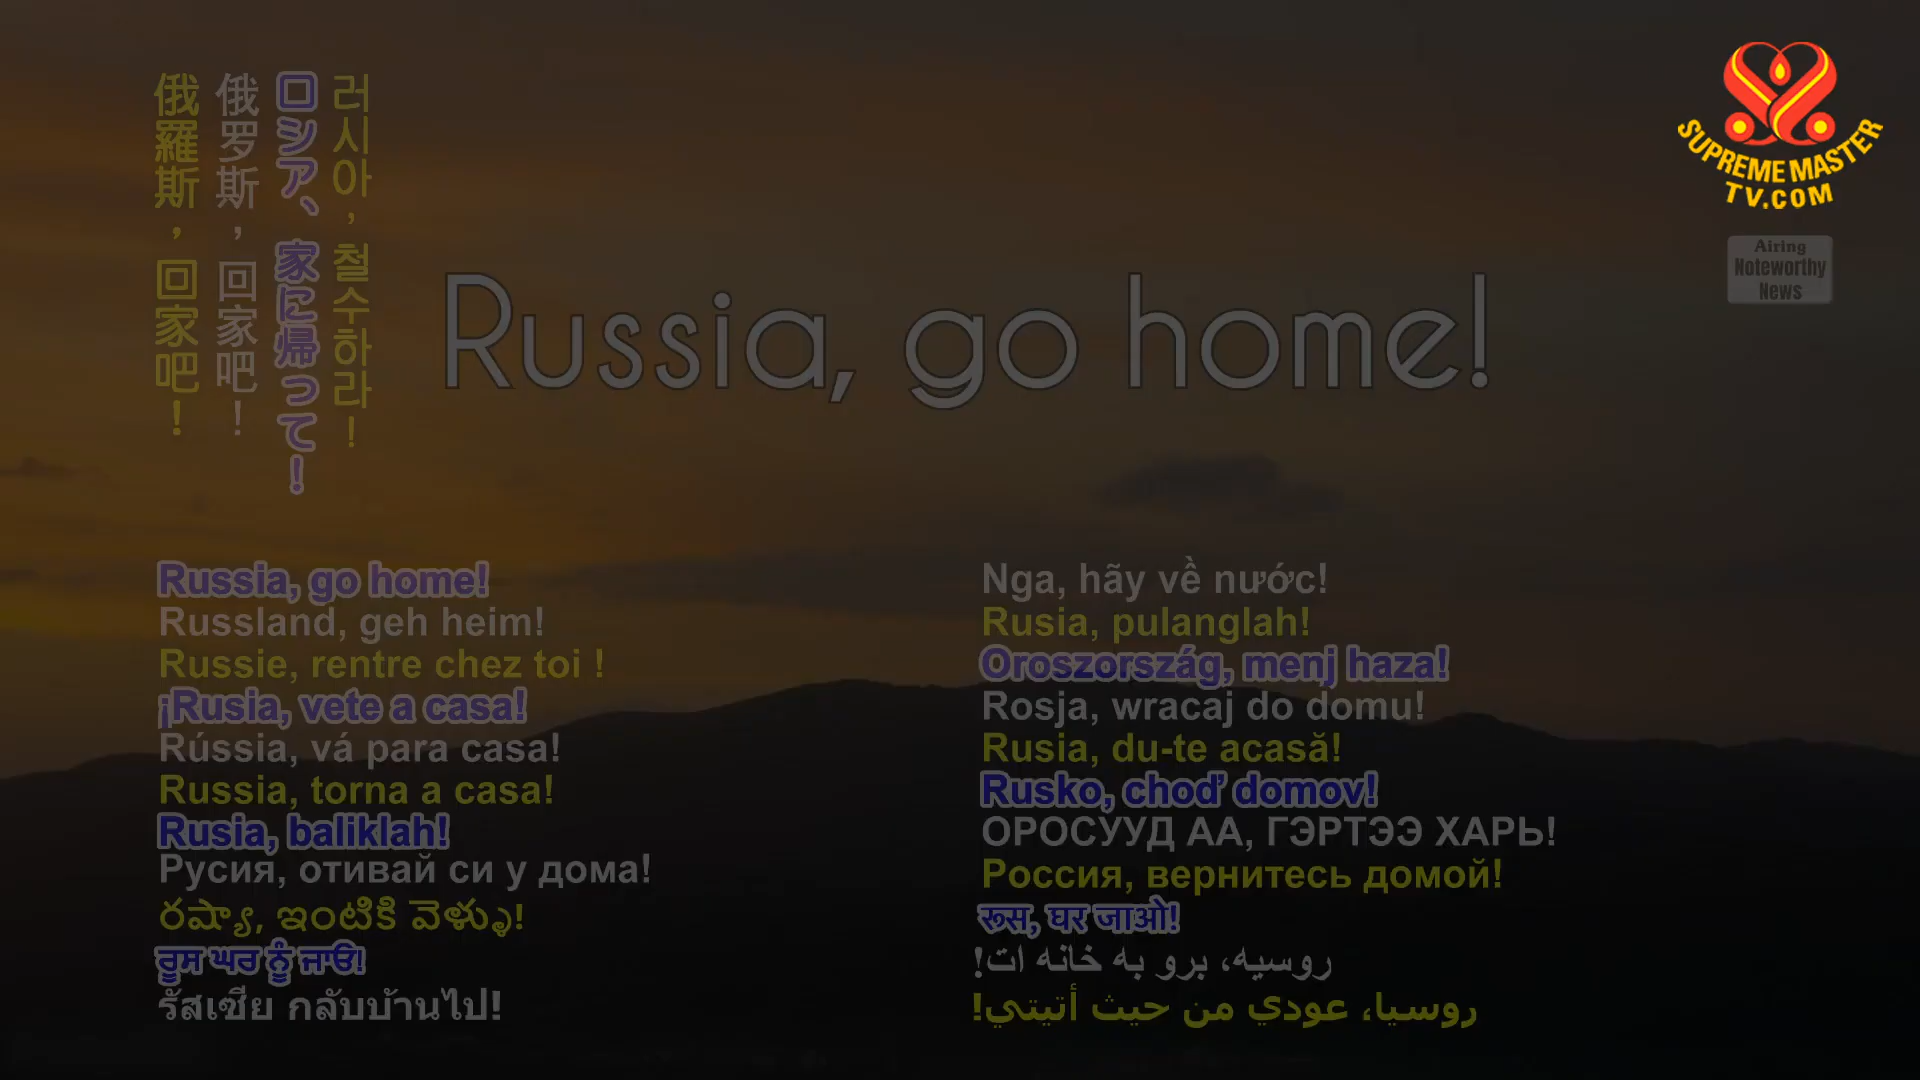 俄羅斯，回家吧！
俄罗斯，回家吧！
ロシア、家に帰って！
러시아, 철수하라!
SUPREME MASTER
TV.COM
Airing
Noteworthy
News
Russia, go home!
Russia, go home!
Russland, geh heim!
Russie, rentre chez toi !
¡Rusia, vete a casa!
Rússia, vá para casa!
Russia, torna a casa!
Rusia, baliklah!
Русия, отивай си у дома!
రష్యా, ఇంటికి వెళ్ళు!
ਰੂਸ ਘਰ ਨੂੰ ਜਾਓ!
รัสเซีย กลับบ้านไป!
Nga, hãy về nước!
Rusia, pulanglah!
Oroszország, menj haza!
Rosja, wracaj do domu!
Rusia, du-te acasă!
Rusko, choď domov!
ОРОСУУД АА, ГЭРТЭЭ ХАРЬ!
Россия, вернитесь домой!
रूस, घर जाओ!
روسیه، برو به خانه ات!
روسيا، عودي من حيث أتيتي!